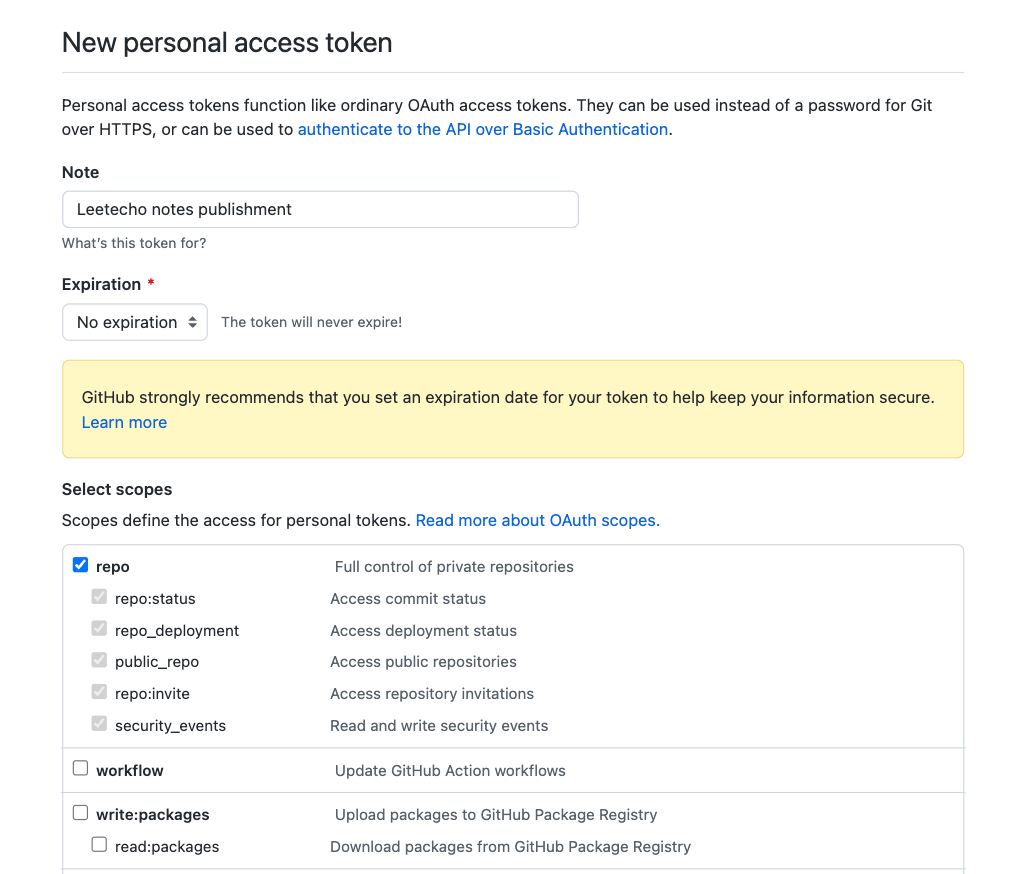 New personal access token
Personal access tokens function like ordinary OAuth access tokens. They can be used instead of a password for Git
over HTTPS, or can be used to authenticate to the API over Basic Authentication.
Note
Leetecho notes publishment
What's this token for?
Expiration *
No expiration The token will never expire!
GitHub strongly recommends that you set an expiration date for your token to help keep your information secure.
Learn more
Select scopes
Scopes define the access for personal tokens. Read more about OAuth scopes.
repo Full control of private repositories
repo:status Access commit status
repo_deployment Access deployment status
public_repo Access public repositories
repo:invite Access repository invitations
security_events Read and write security events
workflow Update GitHub Action workflows
write:packages Upload packages to GitHub Package Registry
read:packages Download packages from GitHub Package Registry